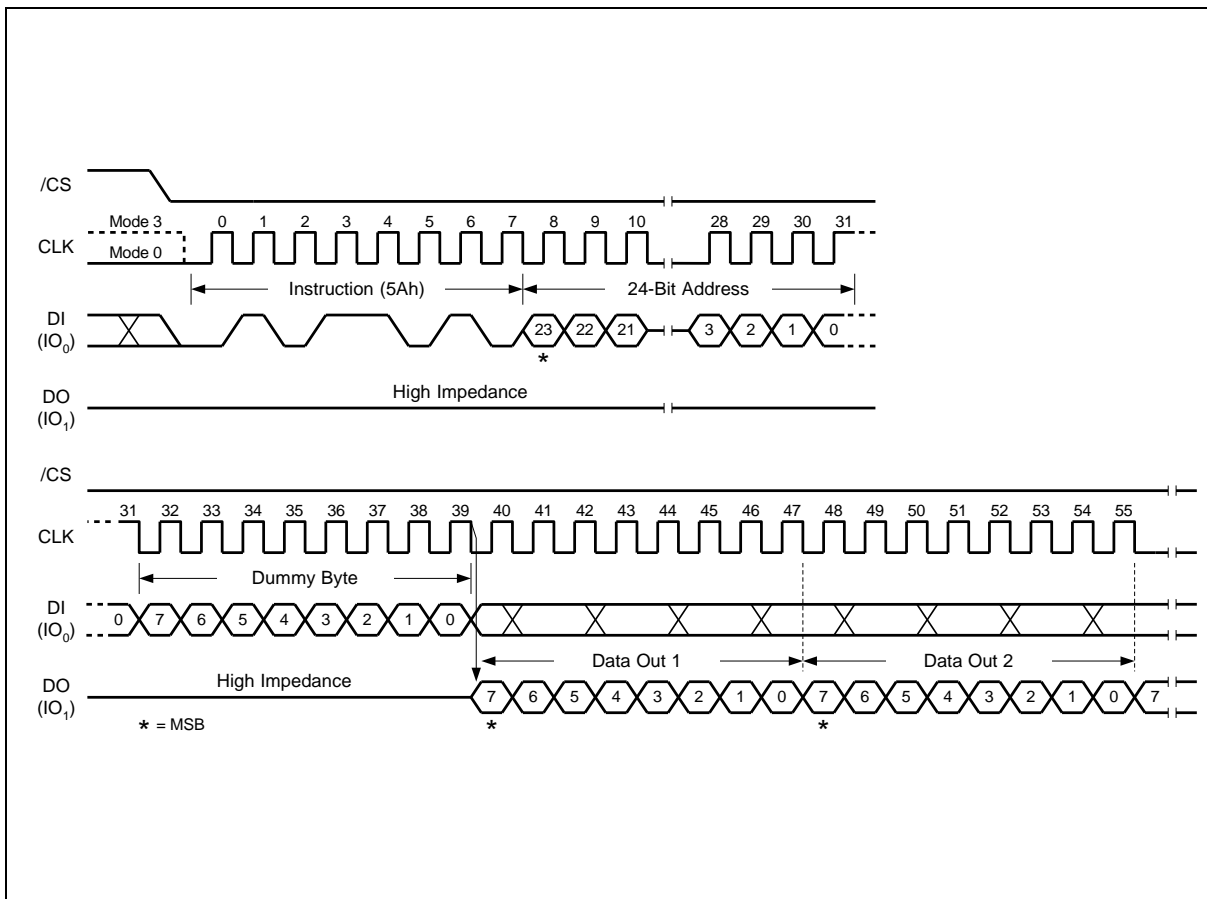 /CS
Mode 3 0 1 2 3 4 5 6 7 8 9 10 28 29 30 31
CLK
Mode 0
Instruction (5Ah) 24-Bit Address
DI
(IO0) 23 22 21 3 2 1 0
*
DO High Impedance
(IO1)
/CS
31 32 33 34 35 36 37 38 39 40 41 42 43 44 45 46 47 48 49 50 51 52 53 54 55
CLK
Dummy Byte
DI
(IO0) 0 7 6 5 4 3 2 1 0
Data Out 1 Data Out 2
DO High Impedance
(IO1) 7 6 5 4 3 2 1 0 7 6 5 4 3 2 1 0 7
* = MSB * *